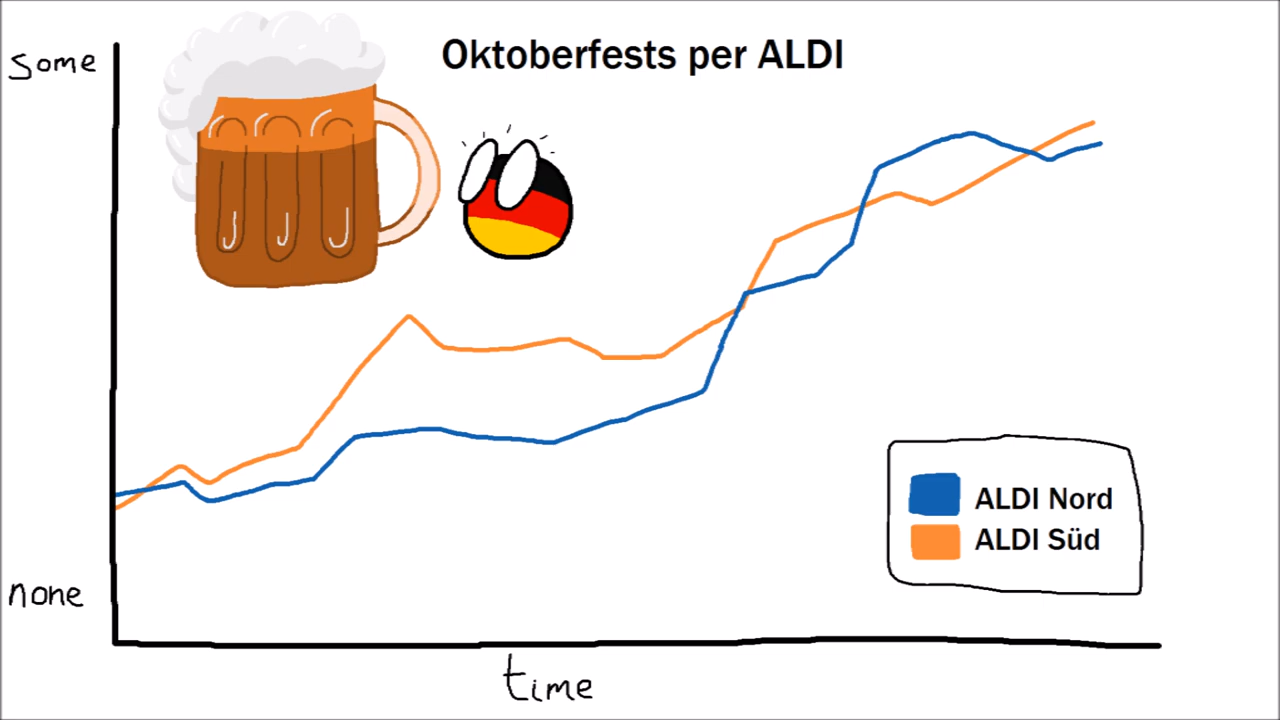 Oktoberfests per ALDI
some
none
time
ALDI Nord
ALDI Süd